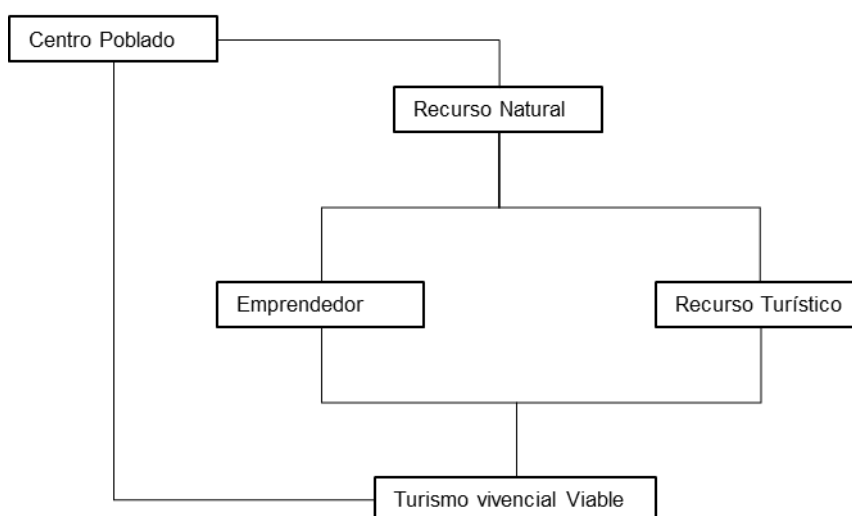 Centro Poblado
Recurso Natural
Emprendedor
Recurso Turístico
Turismo vivencial Viable